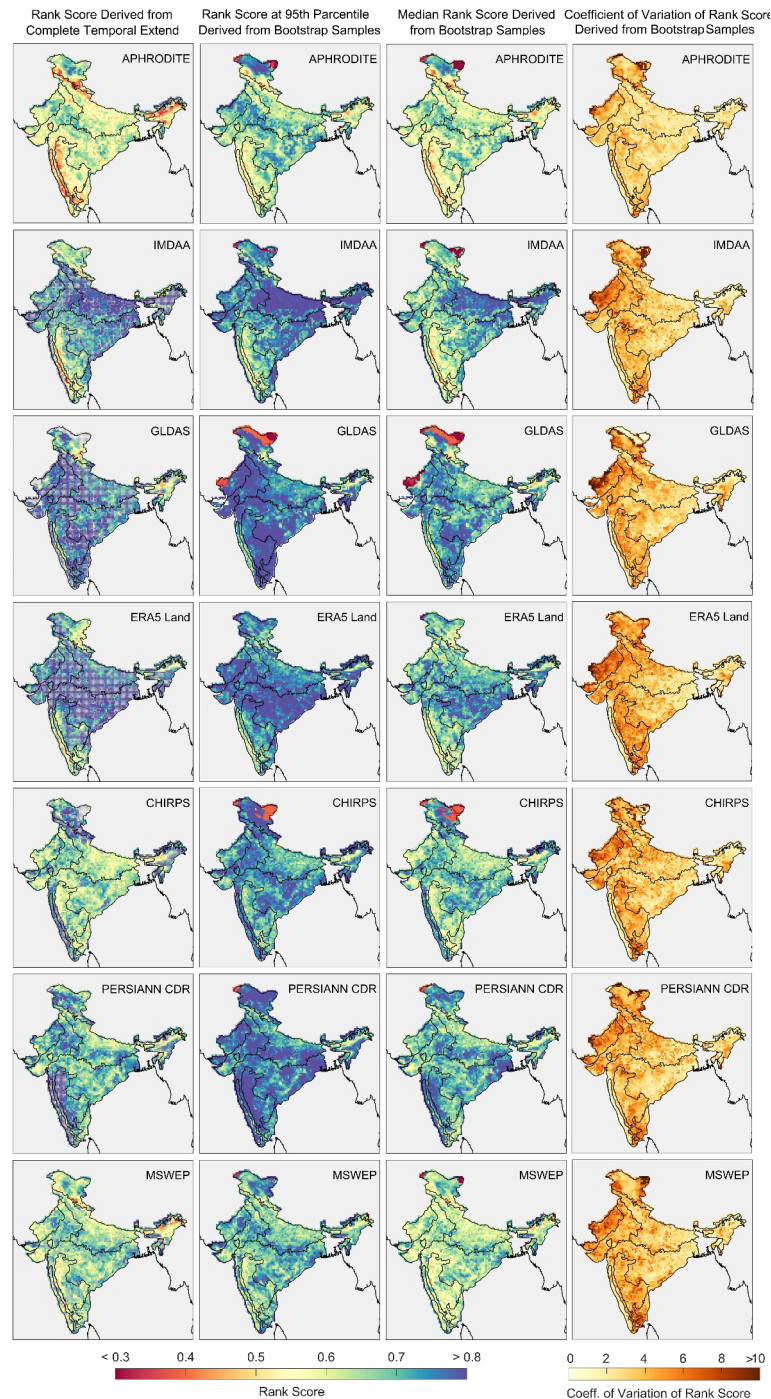 Rank Score Derived from
Complete Temporal Extend
Rank Score at 95th Parcentile
Derived from Bootstrap Samples
Median Rank Score Derived
from Bootstrap Samples
Coefficient of Variation of Rank Score
Derived from Bootstrap Samples
APHRODITE APHRODITE APHRODITE APHRODITE
IMDAA IMDAA IMDAA IMDAA
GLDAS GLDAS GLDAS GLDAS
ERA5 Land ERA5 Land ERA5 Land ERA5 Land
CHIRPS CHIRPS CHIRPS CHIRPS
PERSIANN CDR PERSIANN CDR PERSIANN CDR PERSIANN CDR
MSWEP MSWEP MSWEP MSWEP
< 0.3 0.4 0.5 0.6 0.7 > 0.8
Rank Score
0 2 4 6 8 >10
Coeff. of Variation of Rank Score